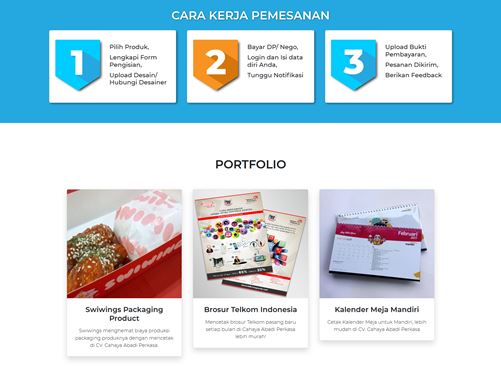 CARA KERJA PEMESANAN
1
Pilih Produk,
Lengkapi Form
Pengisian,
Upload Desain/
Hubungi Desainer
2
Bayar DP/ Nego,
Login dan Isi data
diri Anda,
Tunggu Notifikasi
3
Upload Bukti
Pembayaran,
Pesanan Dikirim,
Berikan Feedback
PORTFOLIO
SWIWINGS
Februari
Swiwings Packaging
Product
Swiwings menghemat biaya produksi
packaging produknya dengan mencetak
di CV. Cahaya Abadi Perkasa
Brosur Telkom Indonesia
Mencetak brosur Telkom pasang baru
setiap bulan di Cahaya Abadi Perkasa
lebih murah!
Kalender Meja Mandiri
Cetak Kalender Meja untuk Mandiri, lebih
mudah di CV. Cahaya Abadi Perkasa